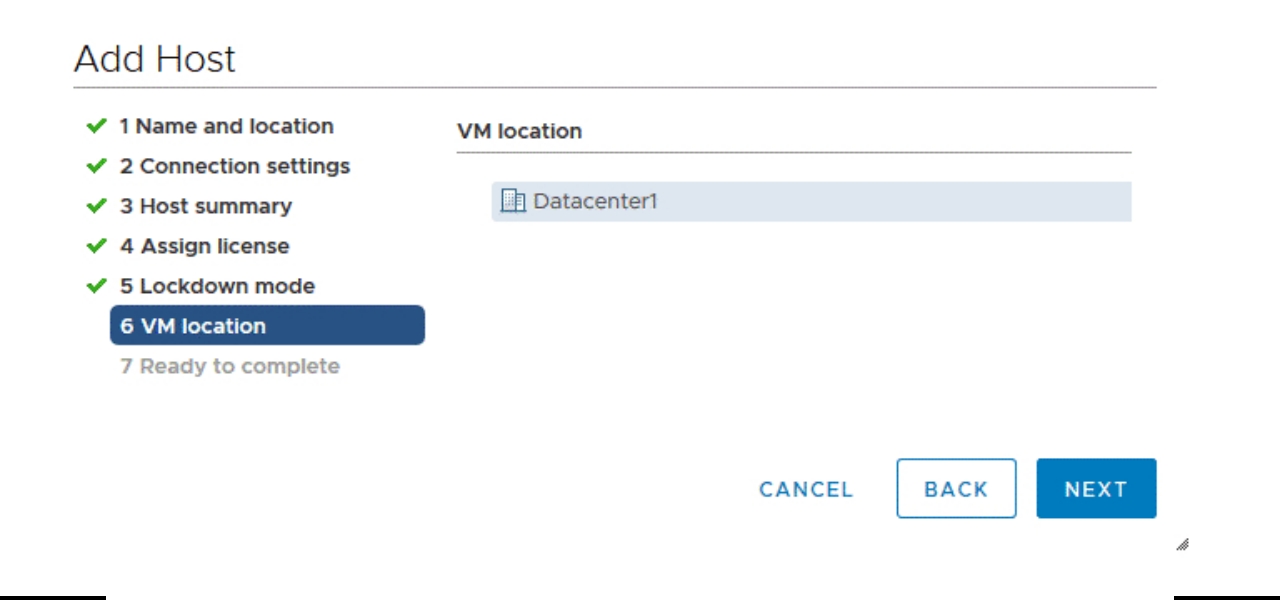 Add Host
1 Name and location
2 Connection settings
3 Host summary
4 Assign license
5 Lockdown mode
6 VM location
7 Ready to complete
VM location
Datacenter1
CANCEL
BACK
NEXT